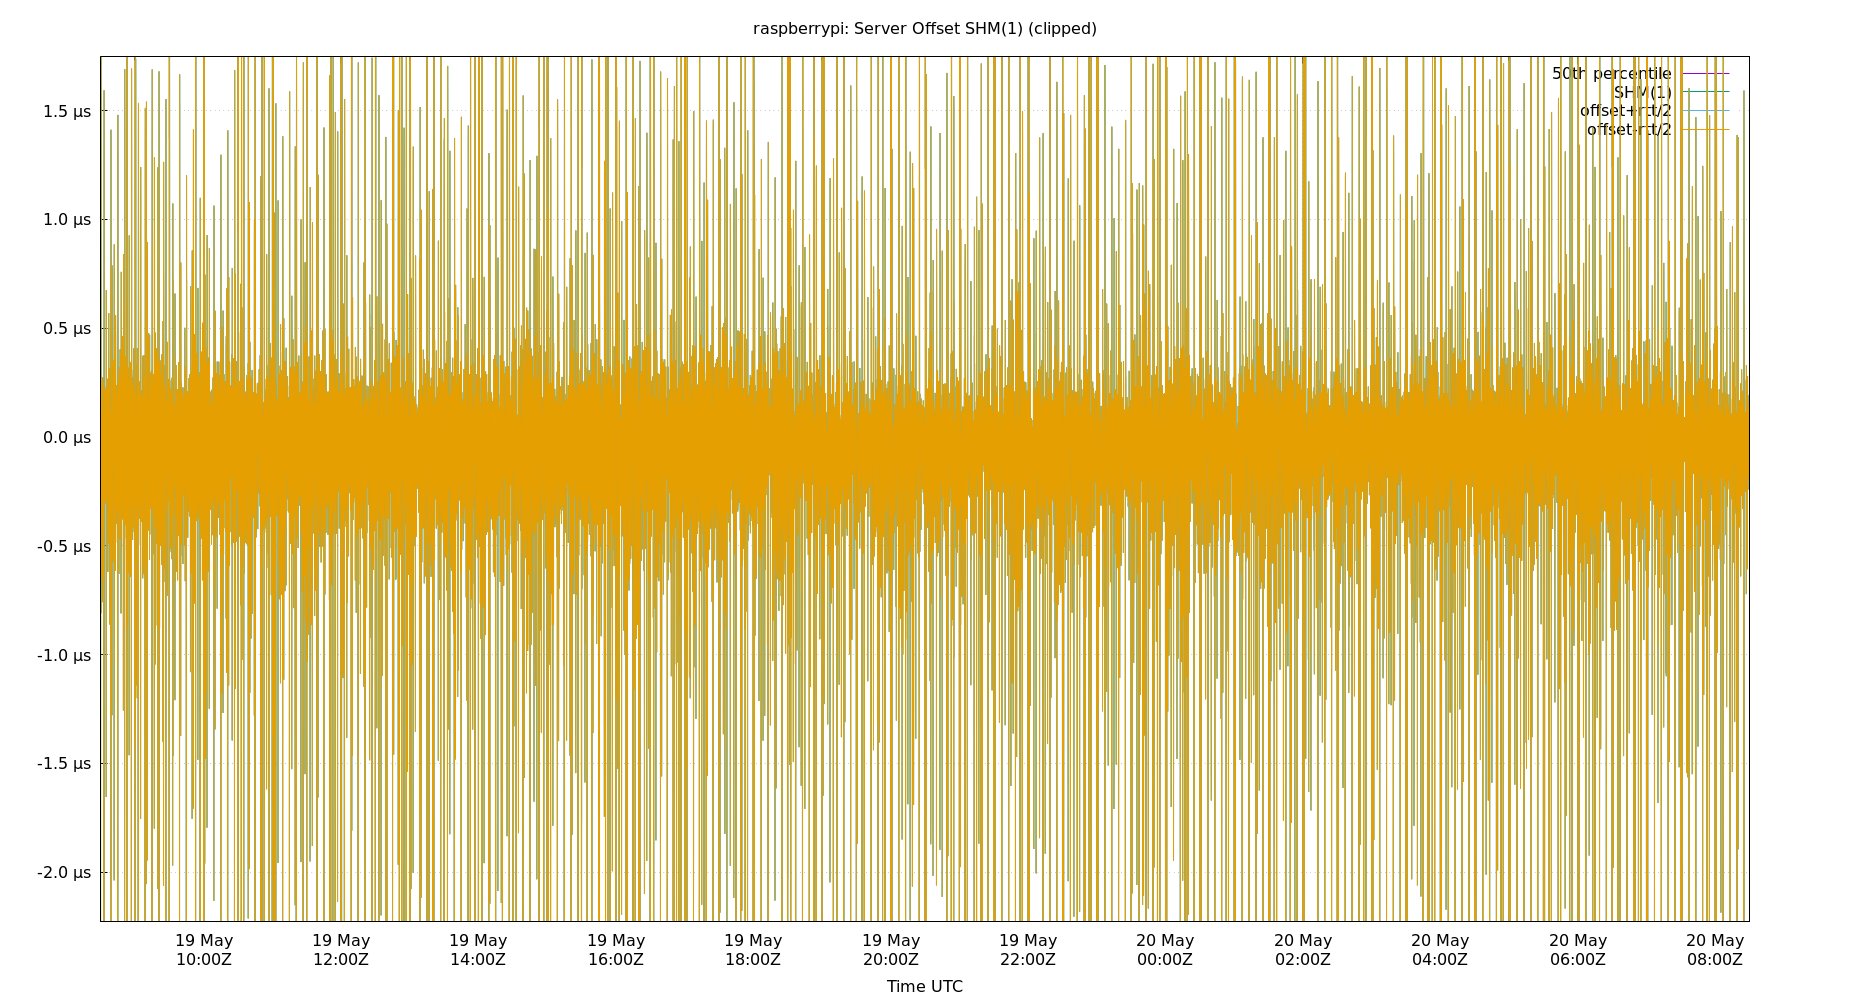 raspberrypi: Server Offset SHM(1) (clipped)
50th percentile
SHM(1)
offset+rtt/2
offset-rtt/2
1.5 µs
1.0 µs
0.5 µs
0.0 µs
-0.5 µs
-1.0 µs
-1.5 µs
-2.0 µs
19 May 19 May 19 May 19 May 19 May 19 May 19 May 20 May 20 May 20 May 20 May 20 May
10:00Z 12:00Z 14:00Z 16:00Z 18:00Z 20:00Z 22:00Z 00:00Z 02:00Z 04:00Z 06:00Z 08:00Z
Time UTC